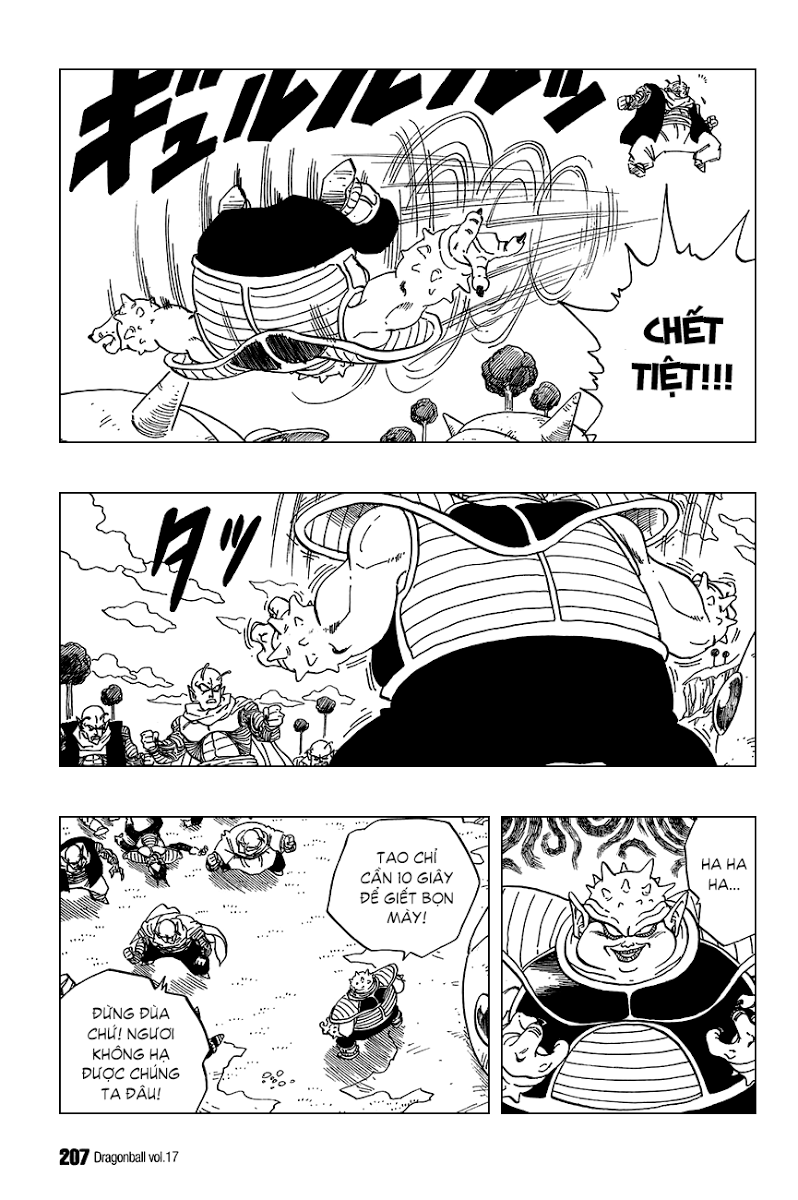 ギュルルルルッ
CHẾT
TIỆT!!!
タッ
TAO CHỈ
CẦN 10 GIÂY
ĐỂ GIẾT BỌN
MÀY!
ĐỪNG ĐÙA
CHỨ! NGƯƠI
KHÔNG HẠ
ĐƯỢC CHÚNG
TA ĐÂU!
HA HA
HA...
207 Dragonball vol.17